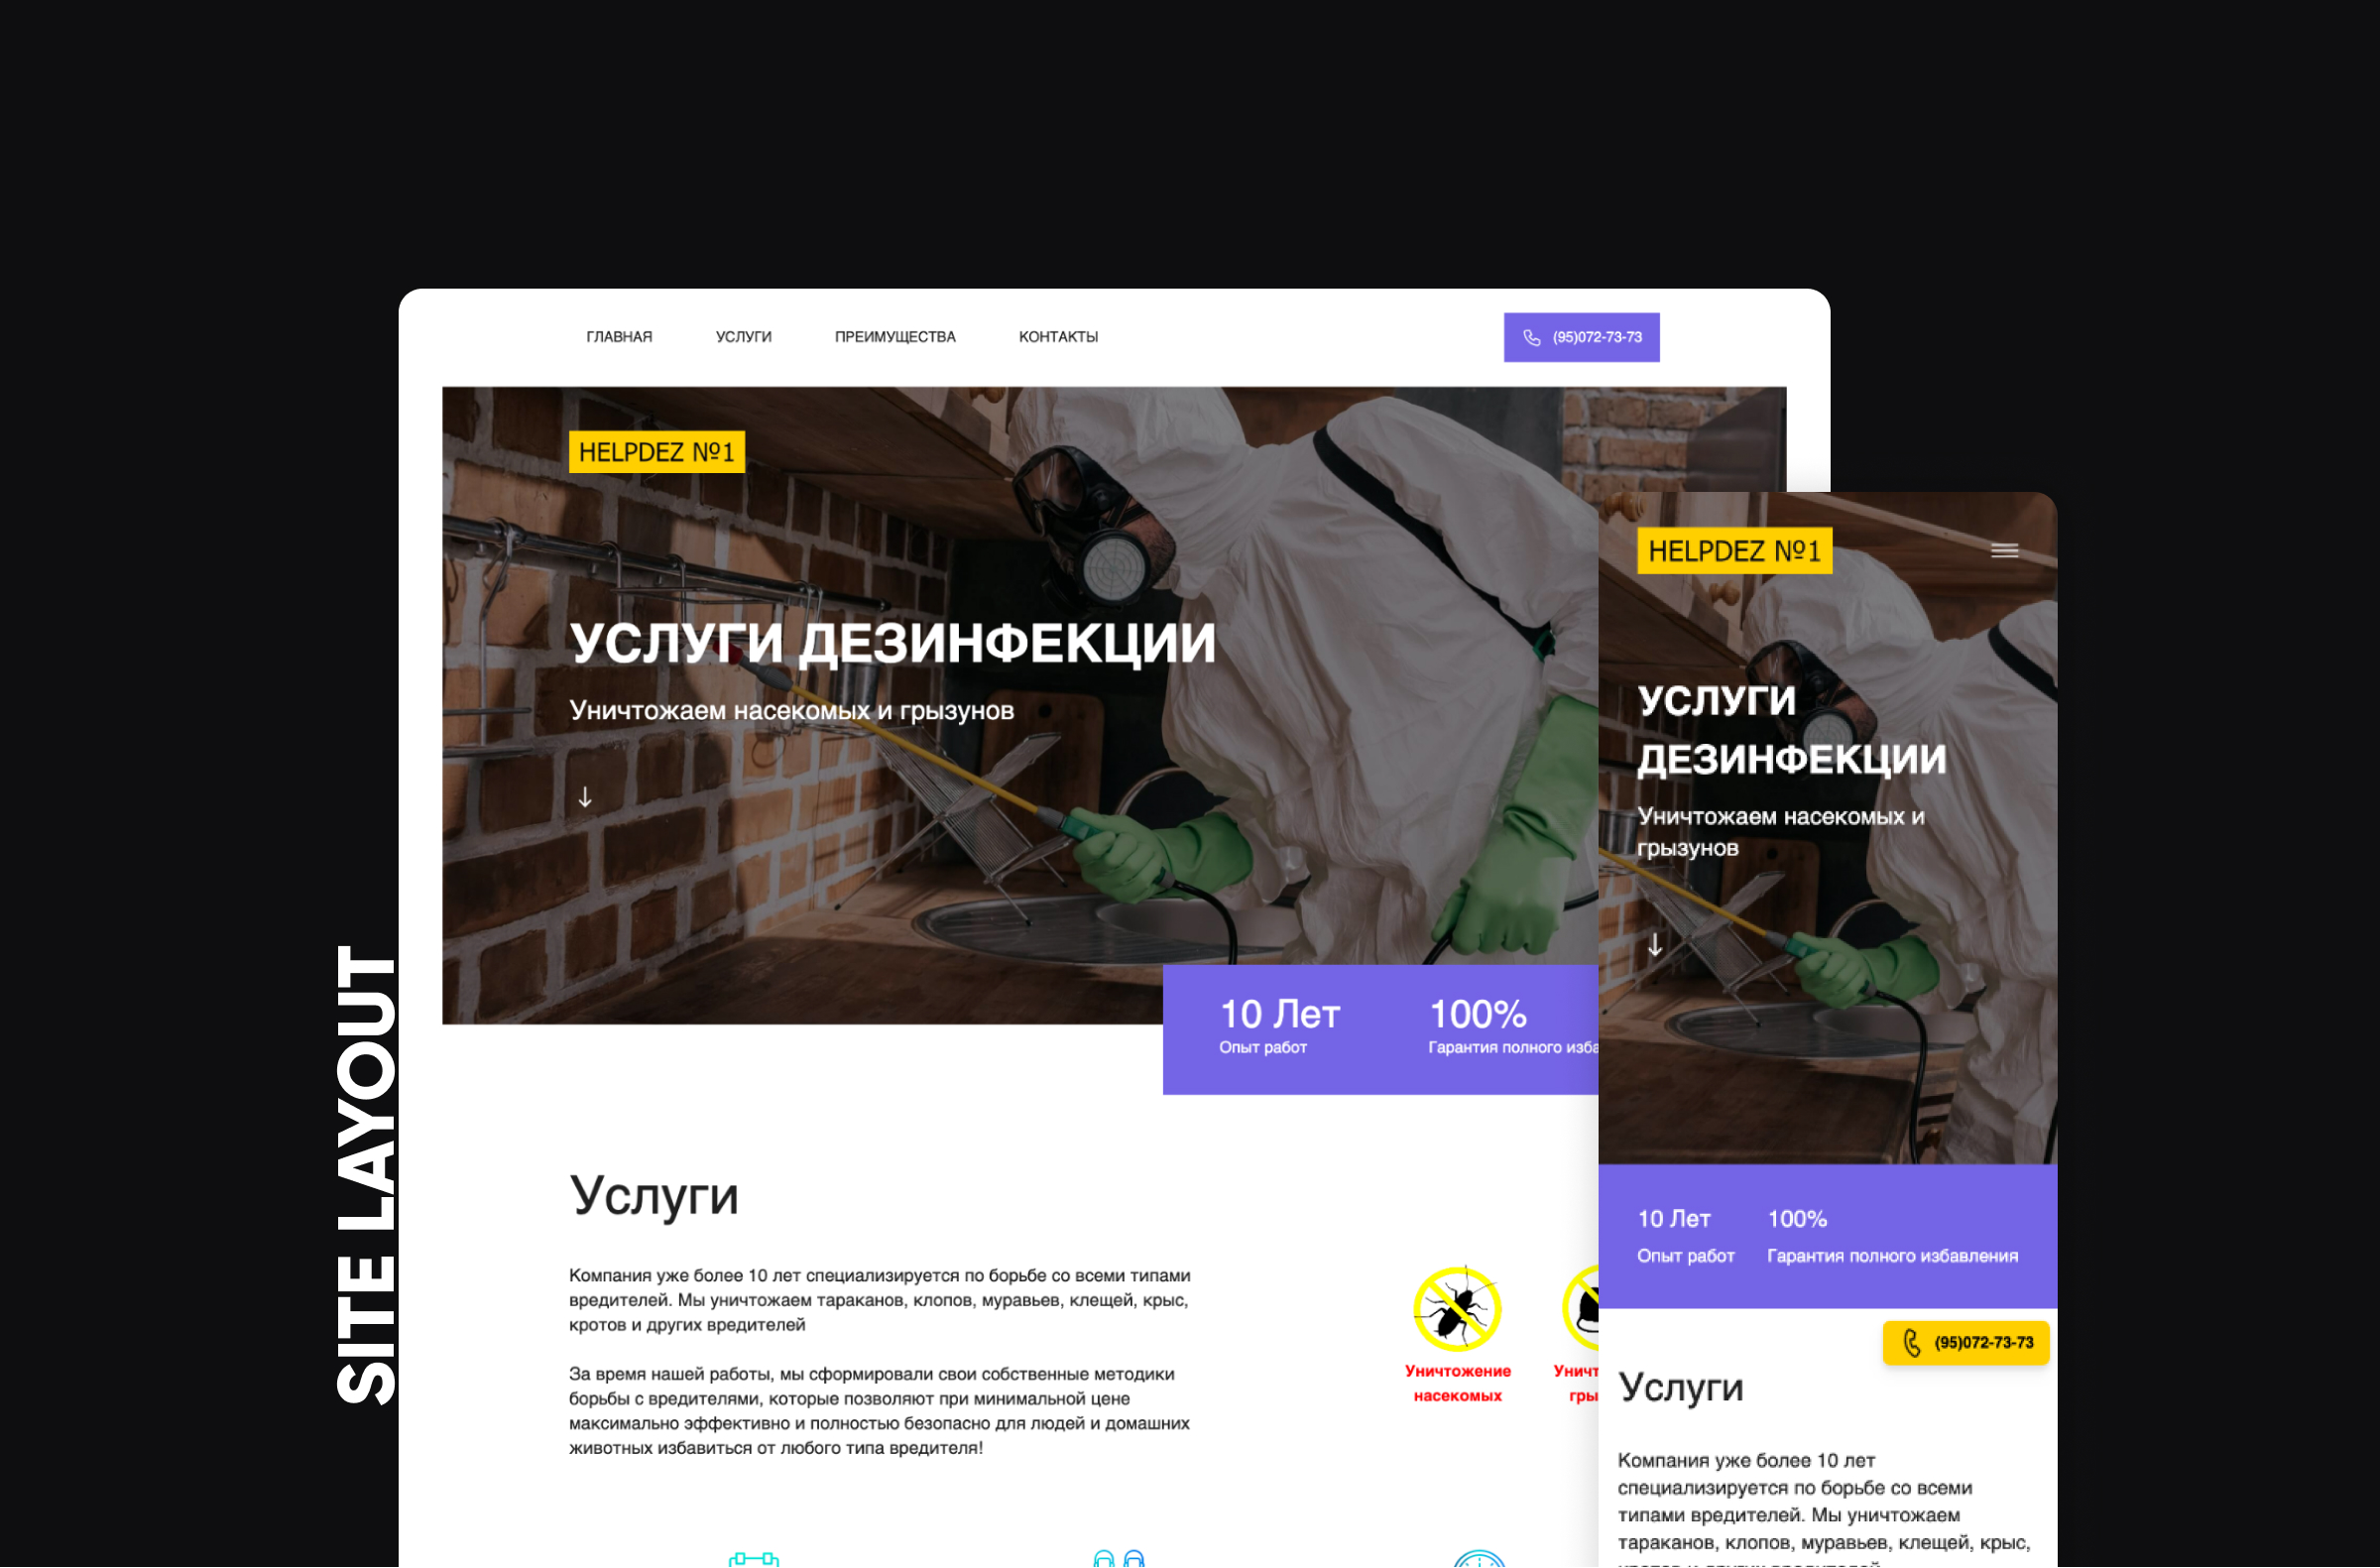 SITE LAYOUT
ГЛАВНАЯ УСЛУГИ ПРЕИМУЩЕСТВА КОНТАКТЫ (95)072-73-73
HELPDEZ №1
УСЛУГИ ДЕЗИНФЕКЦИИ
Уничтожаем насекомых и грызунов
10 Лет 100%
Опыт работ Гарантия полного изба
Услуги
Компания уже более 10 лет специализируется по борьбе со всеми типами
вредителей. Мы уничтожаем тараканов, клопов, муравьев, клещей, крыс,
кротов и других вредителей
За время нашей работы, мы сформировали свои собственные методики
борьбы с вредителями, которые позволяют при минимальной цене
максимально эффективно и полностью безопасно для людей и домашних
животных избавиться от любого типа вредителя!
Уничтожение
насекомых
Уничт
гры
HELPDEZ №1
УСЛУГИ
ДЕЗИНФЕКЦИИ
Уничтожаем насекомых и
грызунов
10 Лет 100%
Опыт работ Гарантия полного избавления
(95)072-73-73
Услуги
Компания уже более 10 лет
специализируется по борьбе со всеми
типами вредителей. Мы уничтожаем
тараканов, клопов, муравьев, клещей, крыс,